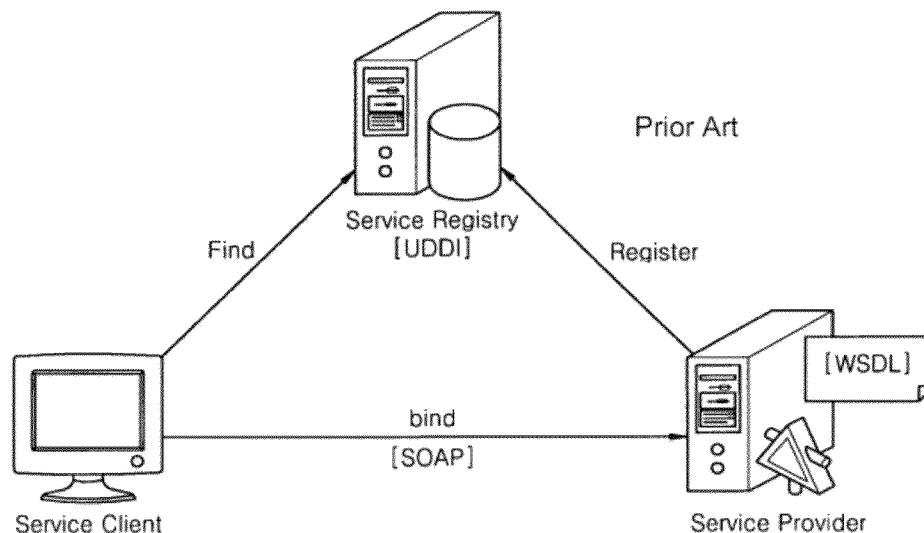 Prior Art
Service Registry
[UDDI]
Find
Register
[WSDL]
bind
[SOAP]
Service Client
Service Provider